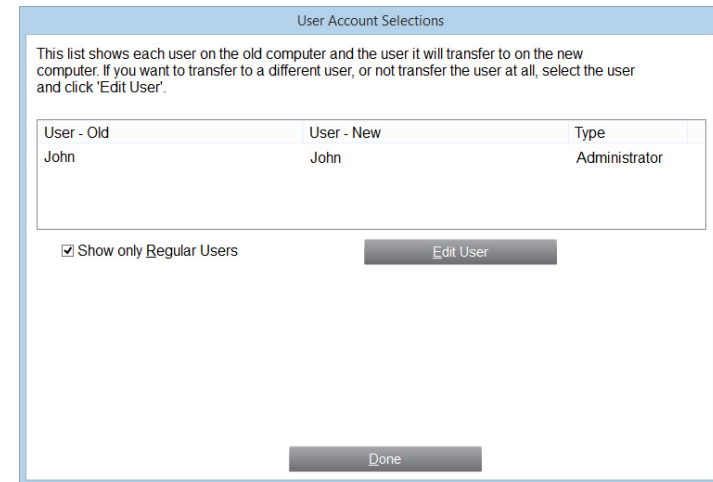 User Account Selections
This list shows each user on the old computer and the user it will transfer to on the new
computer. If you want to transfer to a different user, or not transfer the user at all, select the user
and click 'Edit User'.
User - Old User - New Type
John John Administrator
Show only Regular Users Edit User
Done